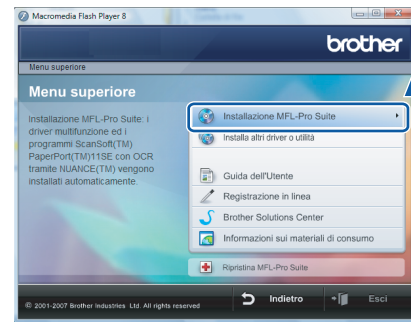 Macromedia Flash Player 8
brother
Menu superiore
Menu superiore
Installazione MFL-Pro Suite: i
driver multifunzione ed i
programmi ScanSoft(TM)
PaperPort(TM)11SE con OCR
tramite NUANCE(TM) vengono
installati automaticamente.
Installazione MFL-Pro Suite
Installa altri driver o utilità
Guida dell'Utente
Registrazione in linea
Brother Solutions Center
Informazioni sui materiali di consumo
Ripristina MFL-Pro Suite
© 2001-2007 Brother Industries Ltd. All rights reserved
Indietro
Esci